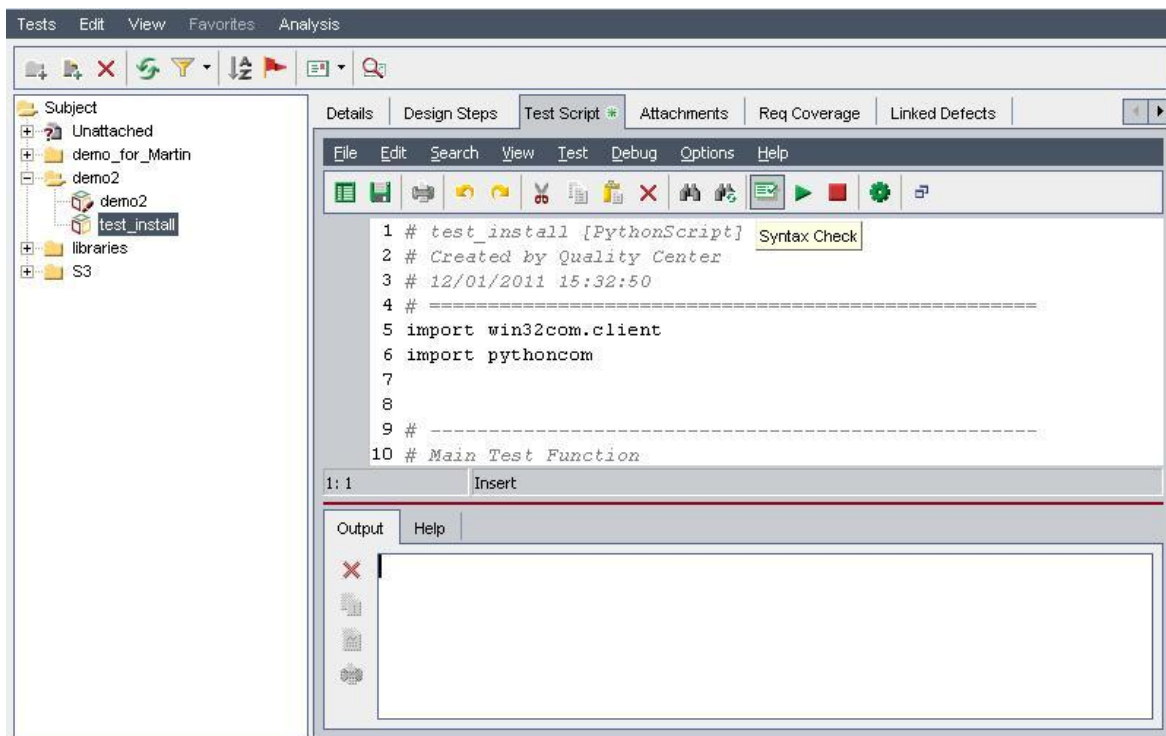 Tests Edit View Favorites Analysis
Subject
Unattached
demo_for_Martin
demo2
demo2
test_install
libraries
S3
Details Design Steps Test Script * Attachments Req Coverage Linked Defects
File Edit Search View Test Debug Options Help
1 # test_install [PythonScript]
Syntax Check
2 # Created by Quality Center
3 # 12/01/2011 15:32:50
4 # ====================================================
5 import win32com.client
6 import pythoncom
7
8
9 # ----------------------------------------------------
10 # Main Test Function
1: 1 Insert
Output Help